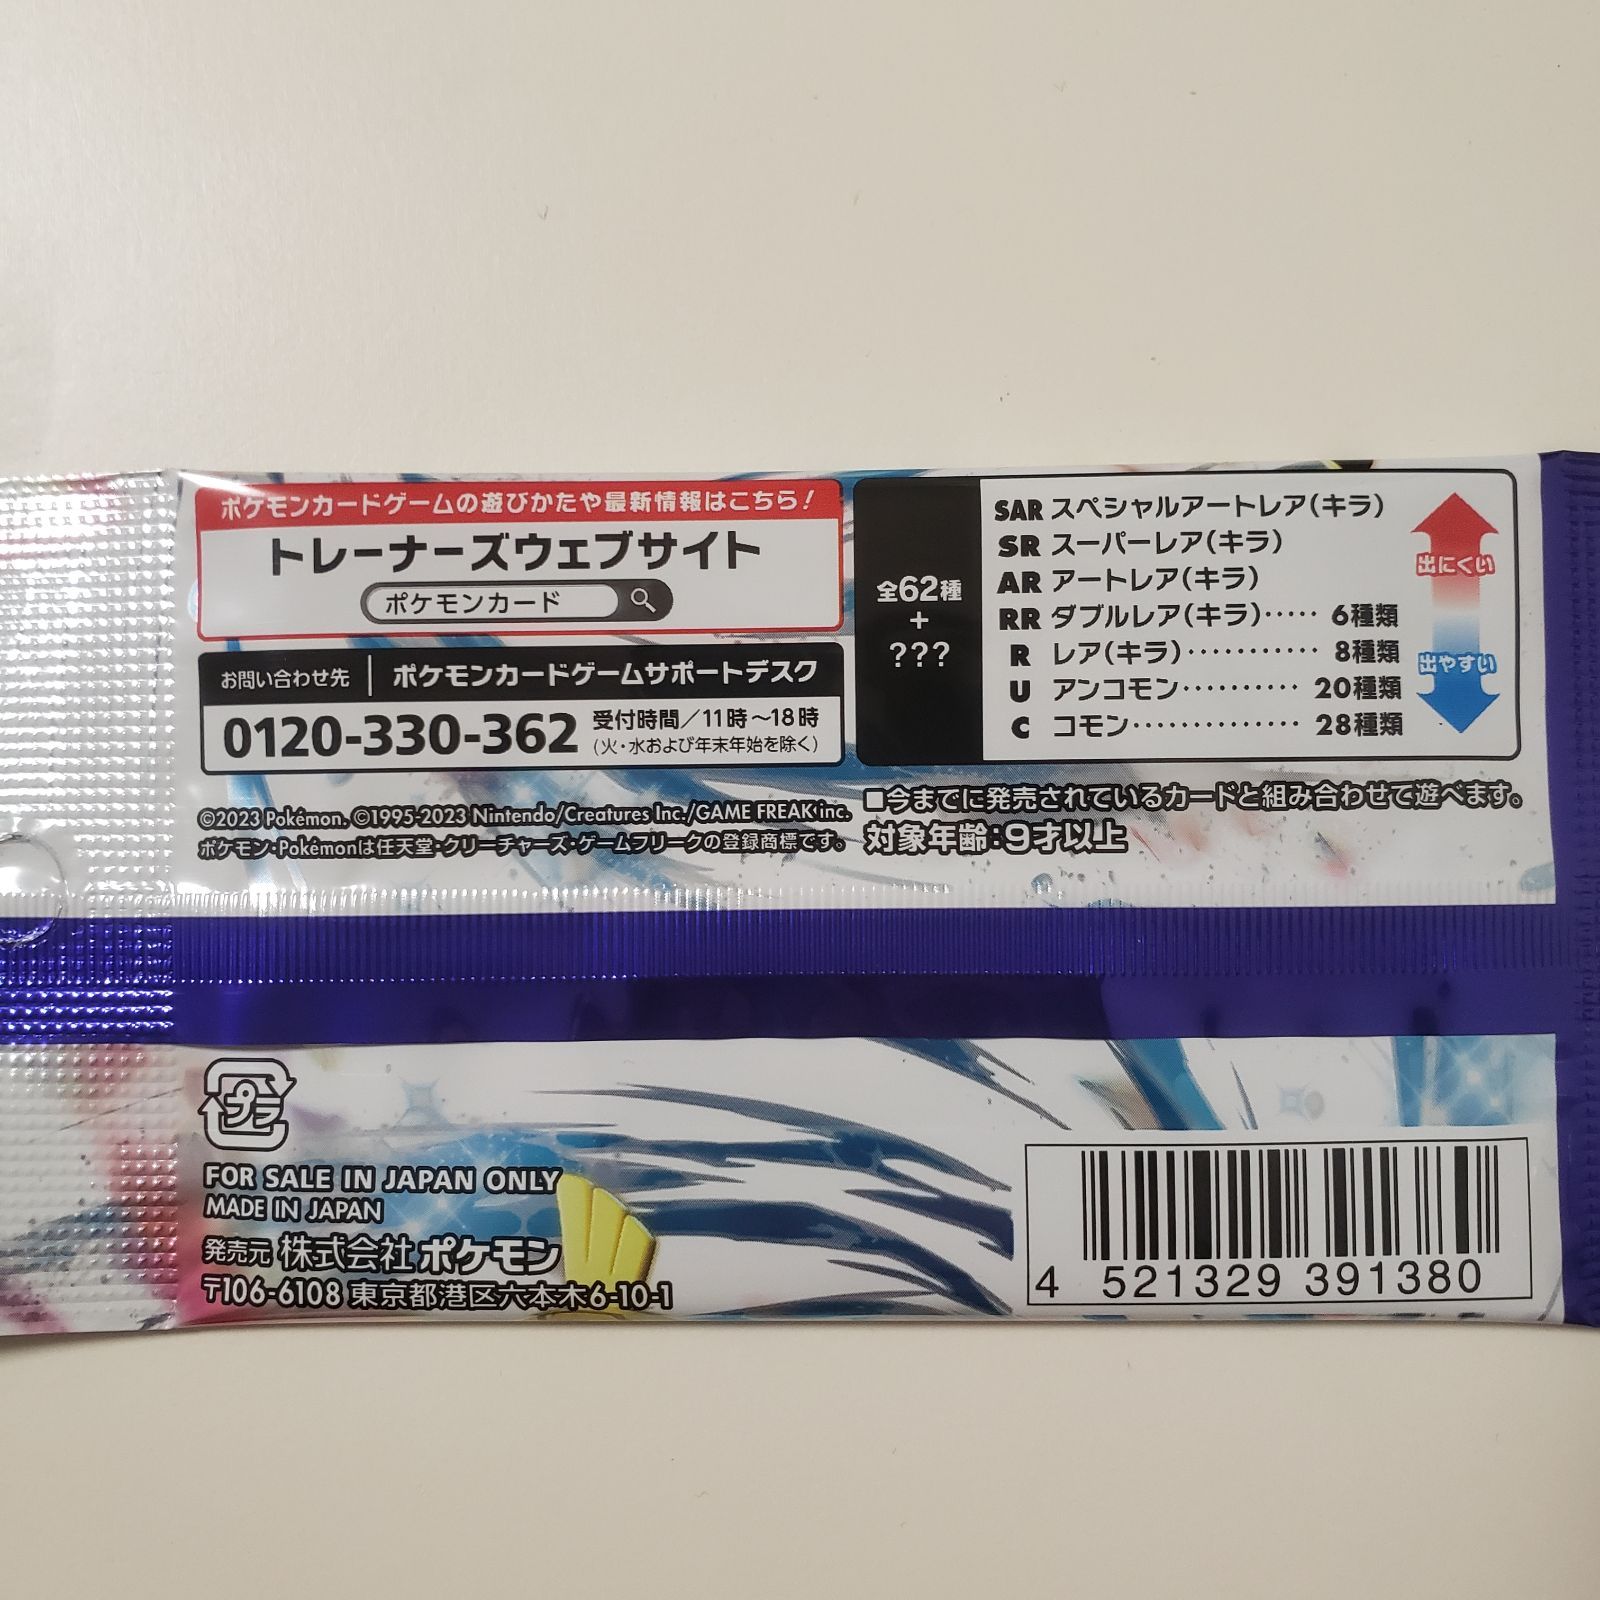 ポケモンカードゲームの遊びかたや最新情報はこちら!
トレーナーズウェブサイト
ポケモンカード
お問い合わせ先 ポケモンカードゲームサポートデスク
0120-330-362 受付時間/11時~18時
(火・水および年末年始を除く)
©2023 Pokémon. ©1995-2023 Nintendo/Creatures Inc./GAME FREAK inc.
ポケモン・Pokémonは任天堂・クリーチャーズ・ゲームフリークの登録商標です。
全62種
+
???
SAR スペシャルアートレア(キラ)
SR スーパーレア(キラ)
AR アートレア(キラ)
RR ダブルレア(キラ)・・・・・ 6種類
R レア(キラ)・・・・・・・・・・・ 8種類
U アンコモン・・・・・・・・・・ 20種類
C コモン・・・・・・・・・・・・・・ 28種類
出にくい
出やすい
■今までに発売されているカードと組み合わせて遊べます。
対象年齢:9才以上
プラ
FOR SALE IN JAPAN ONLY
MADE IN JAPAN
発売元 株式会社ポケモン
〒106-6108 東京都港区六本木6-10-1
4 521329 391380